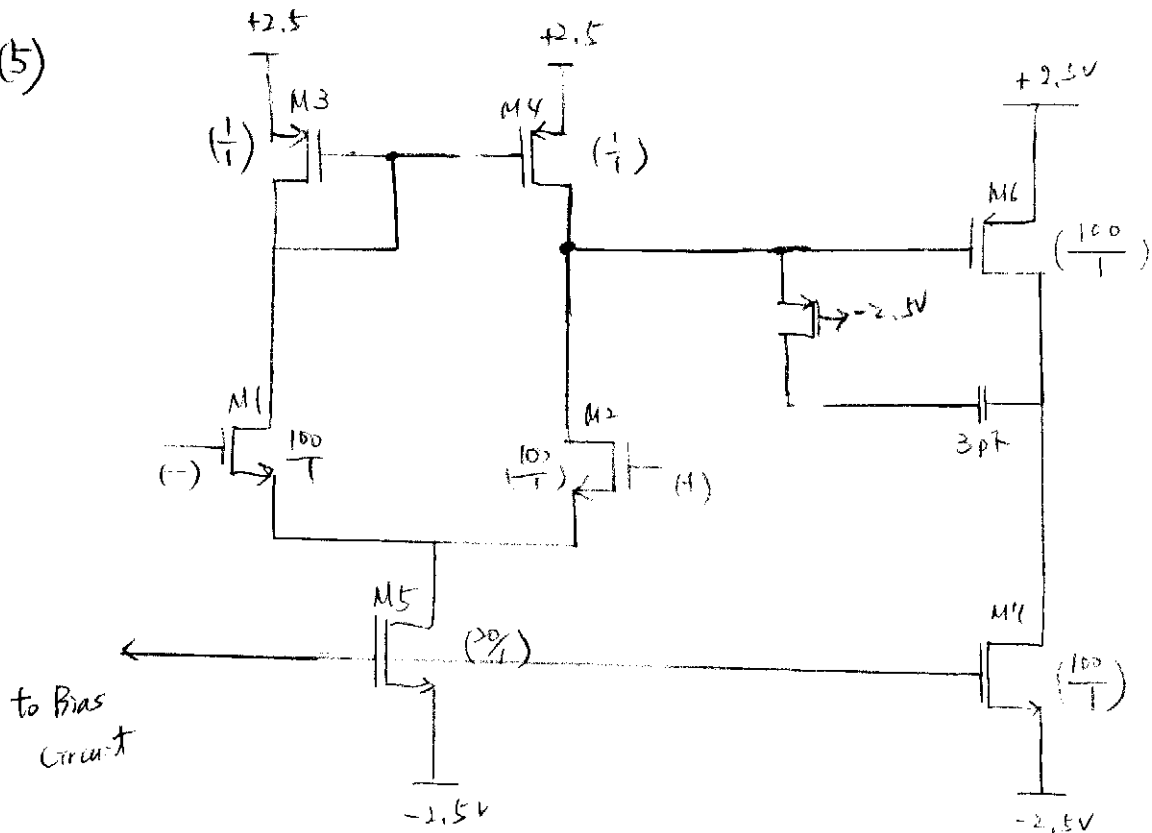 (5)
+2.5
+2.5
+2.5V
M3
M4
(1/1)
(1/1)
M6
(100/1)
-2.5V
M1
100/1
(-)
M2
(100/1)
3pF
M5
M7
(100/1)
to Bias
Circuit
-2.5V
-2.5V